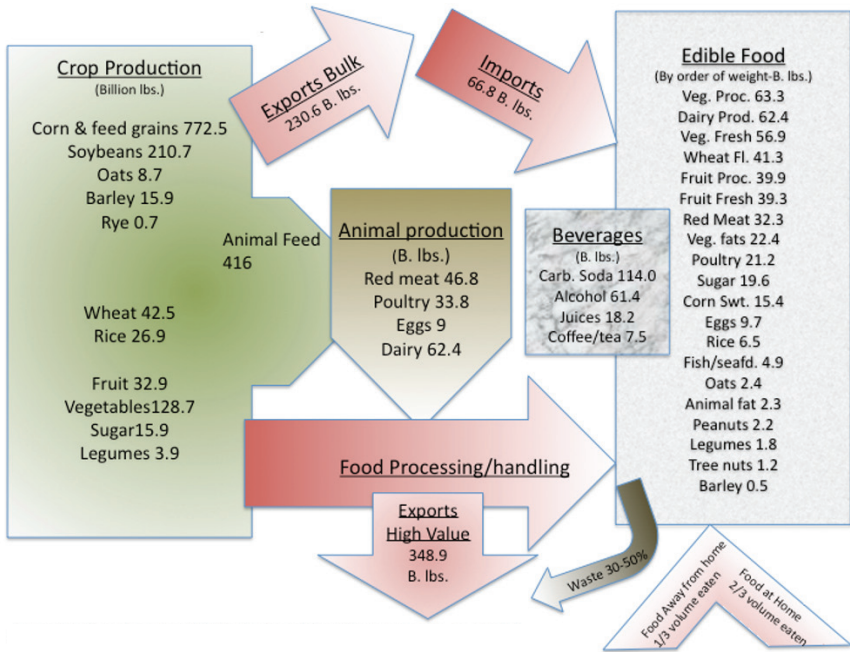 Crop Production
(Billion lbs.)
Corn & feed grains 772.5
Soybeans 210.7
Oats 8.7
Barley 15.9
Rye 0.7
Wheat 42.5
Rice 26.9
Fruit 32.9
Vegetables128.7
Sugar15.9
Legumes 3.9
Exports Bulk
230.6 B. lbs.
Imports
66.8 B. lbs.
Animal Feed
416
Animal production
(B. lbs.)
Red meat 46.8
Poultry 33.8
Eggs 9
Dairy 62.4
Beverages
(B. lbs.)
Carb. Soda 114.0
Alcohol 61.4
Juices 18.2
Coffee/tea 7.5
Edible Food
(By order of weight-B. lbs.)
Veg. Proc. 63.3
Dairy Prod. 62.4
Veg. Fresh 56.9
Wheat Fl. 41.3
Fruit Proc. 39.9
Fruit Fresh 39.3
Red Meat 32.3
Veg. fats 22.4
Poultry 21.2
Sugar 19.6
Corn Swt. 15.4
Eggs 9.7
Rice 6.5
Fish/seafd. 4.9
Oats 2.4
Animal fat 2.3
Peanuts 2.2
Legumes 1.8
Tree nuts 1.2
Barley 0.5
Food Processing/handling
Exports
High Value
348.9
B. lbs.
Waste 30-50%
Food Away from home
1/3 volume eaten
Food at Home
2/3 volume eaten